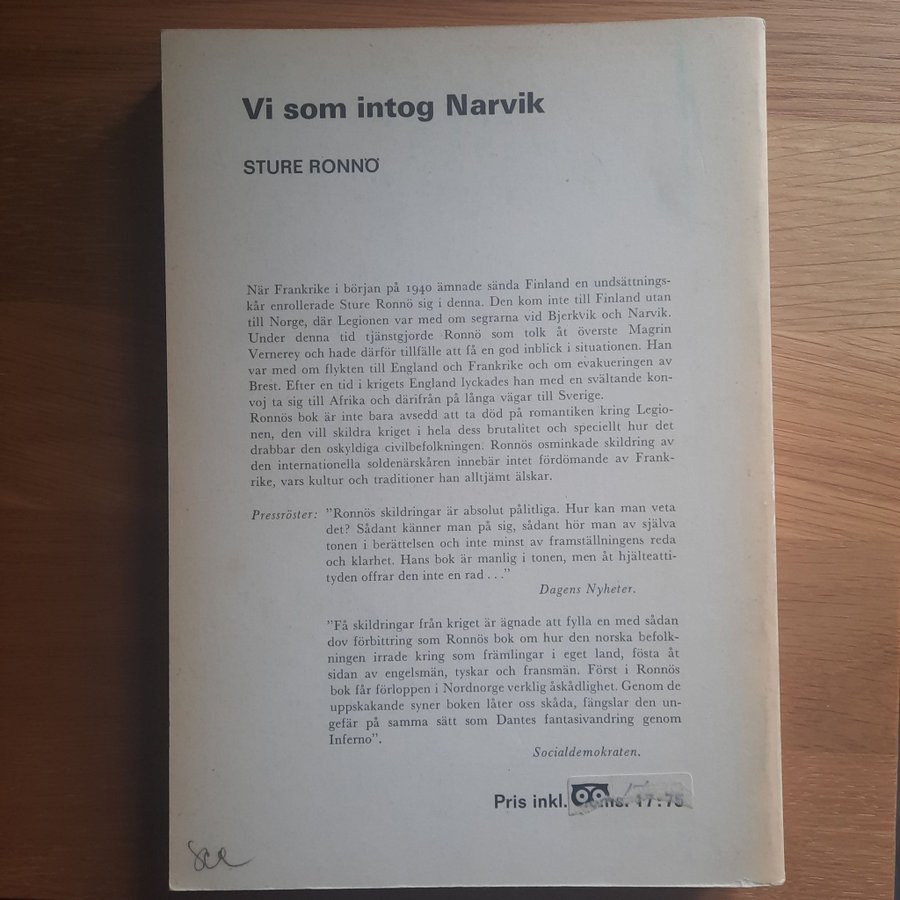 Vi som intog Narvik
STURE RONNÖ
När Frankrike i början på 1940 ämnade sända Finland en undsättnings-
kår enrollerade Sture Ronnö sig i denna. Den kom inte till Finland utan
till Norge, där Legionen var med om segrarna vid Bjerkvik och Narvik.
Under denna tid tjänstgjorde Ronnö som tolk åt överste Magrin
Vernerey och hade därför tillfälle att få en god inblick i situationen. Han
var med om flykten till England och Frankrike och om evakueringen av
Brest. Efter en tid i krigets England lyckades han med en svältande kon-
voj ta sig till Afrika och därifrån på långa vägar till Sverige.
Ronnös bok är inte bara avsedd att ta död på romantiken kring Legio-
nen, den vill skildra kriget i hela dess brutalitet och speciellt hur det
drabbar den oskyldiga civilbefolkningen. Ronnös osminkade skildring av
den internationella soldenärskåren innebär intet fördömande av Frank-
rike, vars kultur och traditioner han alltjämt älskar.
Pressröster: "Ronnös skildringar är absolut pålitliga. Hur kan man veta
det? Sådant känner man på sig, sådant hör man av själva
tonen i berättelsen och inte minst av framställningens reda
och klarhet. Hans bok är manlig i tonen, men åt hjälteatti-
tyden offrar den inte en rad . . ."
Dagens Nyheter.
"Få skildringar från kriget är ägnade att fylla en med sådan
dov förbittring som Ronnös bok om hur den norska befolk-
ningen irrade kring som främlingar i eget land, fösta åt
sidan av engelsmän, tyskar och fransmän. Först i Ronnös
bok får förloppen i Nordnorge verklig åskådlighet. Genom de
uppskakande syner boken låter oss skåda, fängslar den un-
gefär på samma sätt som Dantes fantasivandring genom
Inferno".
Socialdemokraten.
Pris inkl. 17:75